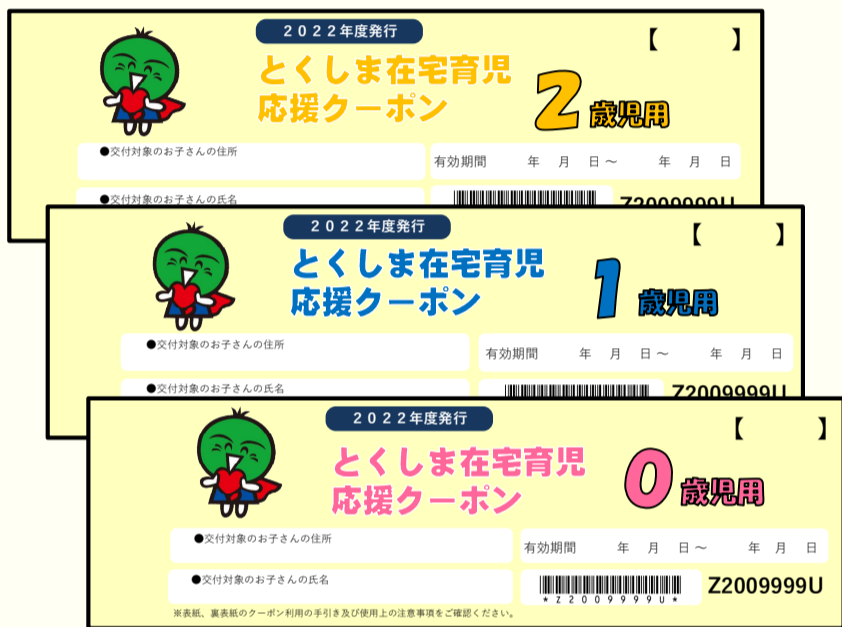 2022年度発行
【　　】
とくしま在宅育児
応援クーポン
2歳児用
●交付対象のお子さんの住所
有効期間　年　月　日～　年　月　日
●交付対象のお子さんの氏名
Z2009999U
2022年度発行
【　　】
とくしま在宅育児
応援クーポン
1歳児用
●交付対象のお子さんの住所
有効期間　年　月　日～　年　月　日
●交付対象のお子さんの氏名
Z2009999U
2022年度発行
【　　】
とくしま在宅育児
応援クーポン
0歳児用
●交付対象のお子さんの住所
有効期間　年　月　日～　年　月　日
●交付対象のお子さんの氏名
Z2009999U
*Z2009999U*
※表紙、裏表紙のクーポン利用の手引き及び使用上の注意事項をご確認ください。